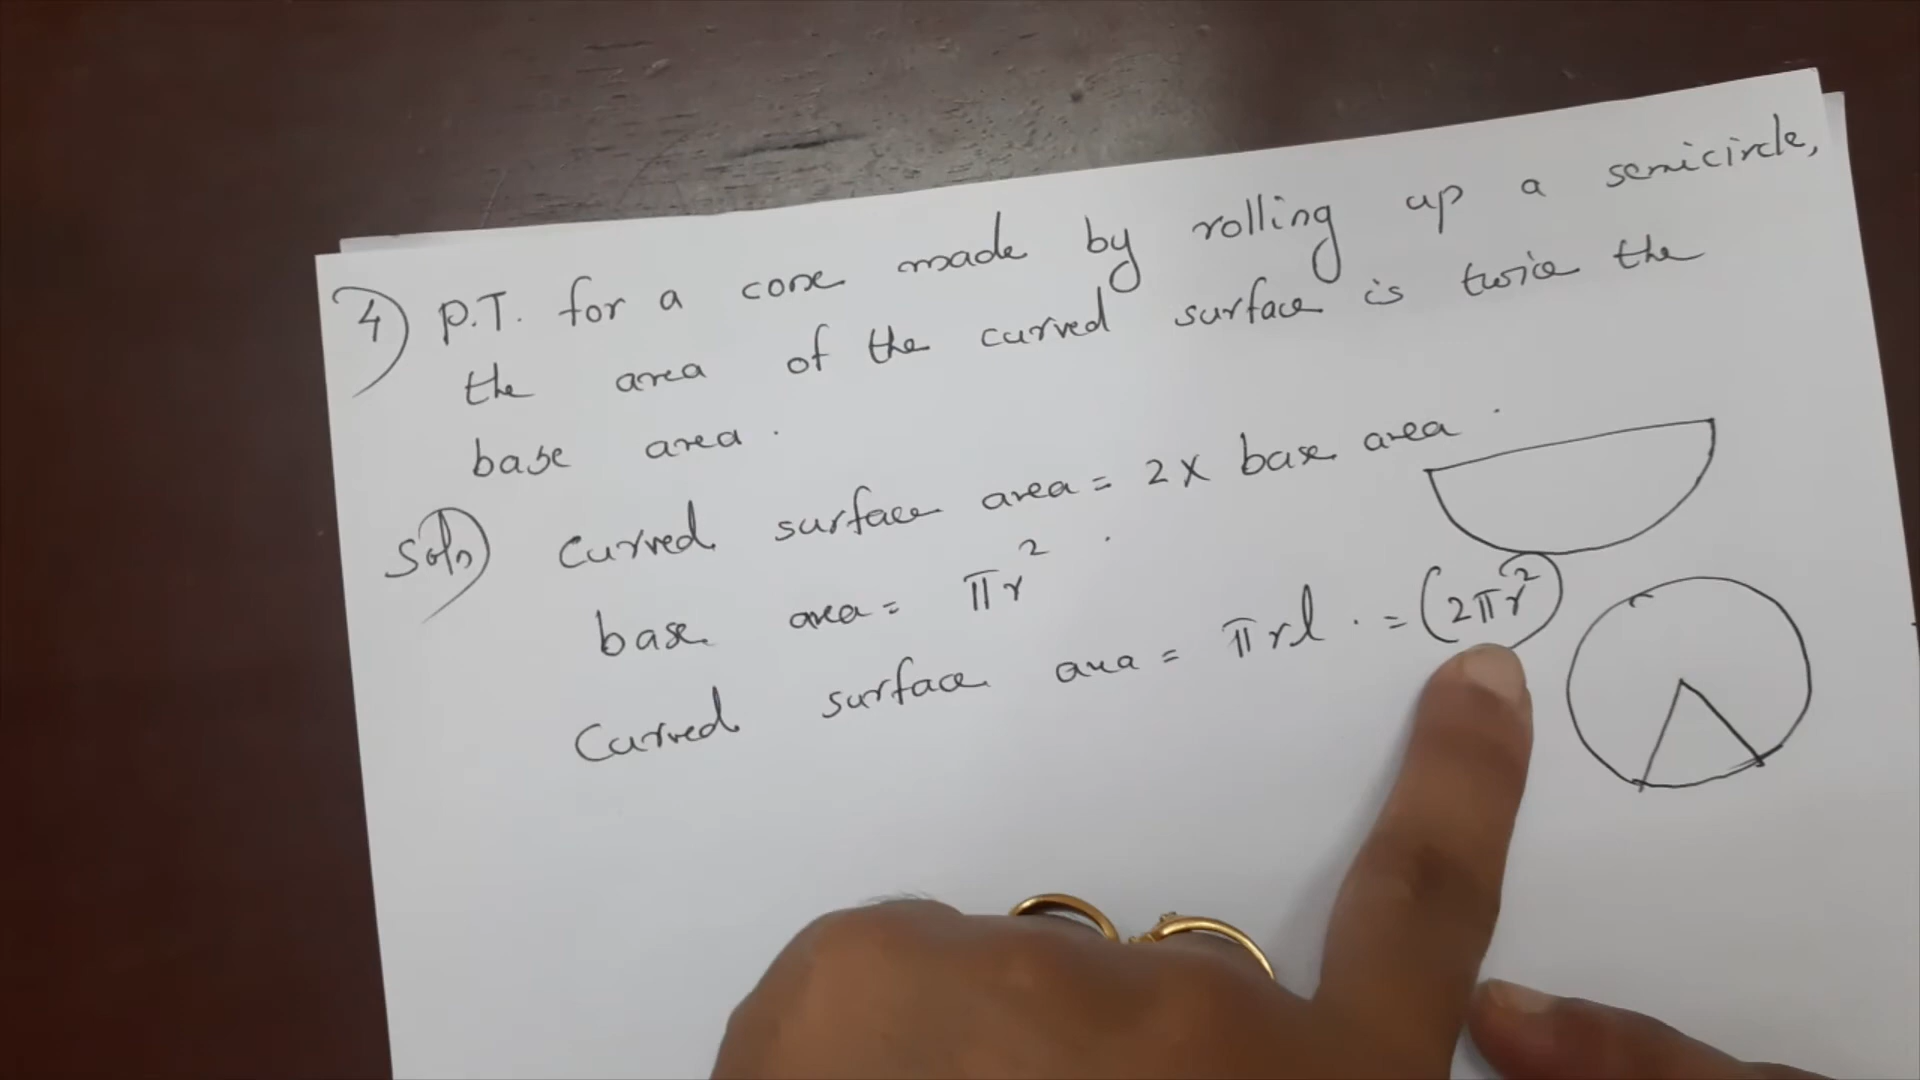 4) P.T. for a cone made by rolling up a semicircle,
the area of the curved surface is twice the
base area.
Soln) Curved surface area = 2 X base area.
base area = πr².
Curved surface area = πrl. = (2πr²)